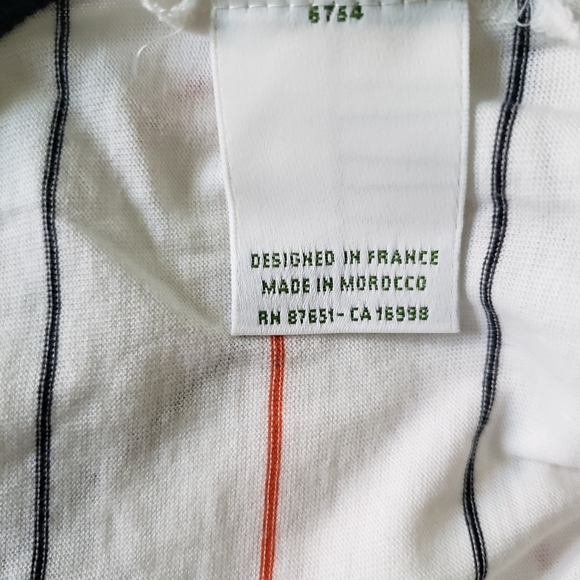 6754
DESIGNED IN FRANCE
MADE IN MOROCCO
RN 87651- CA 16998